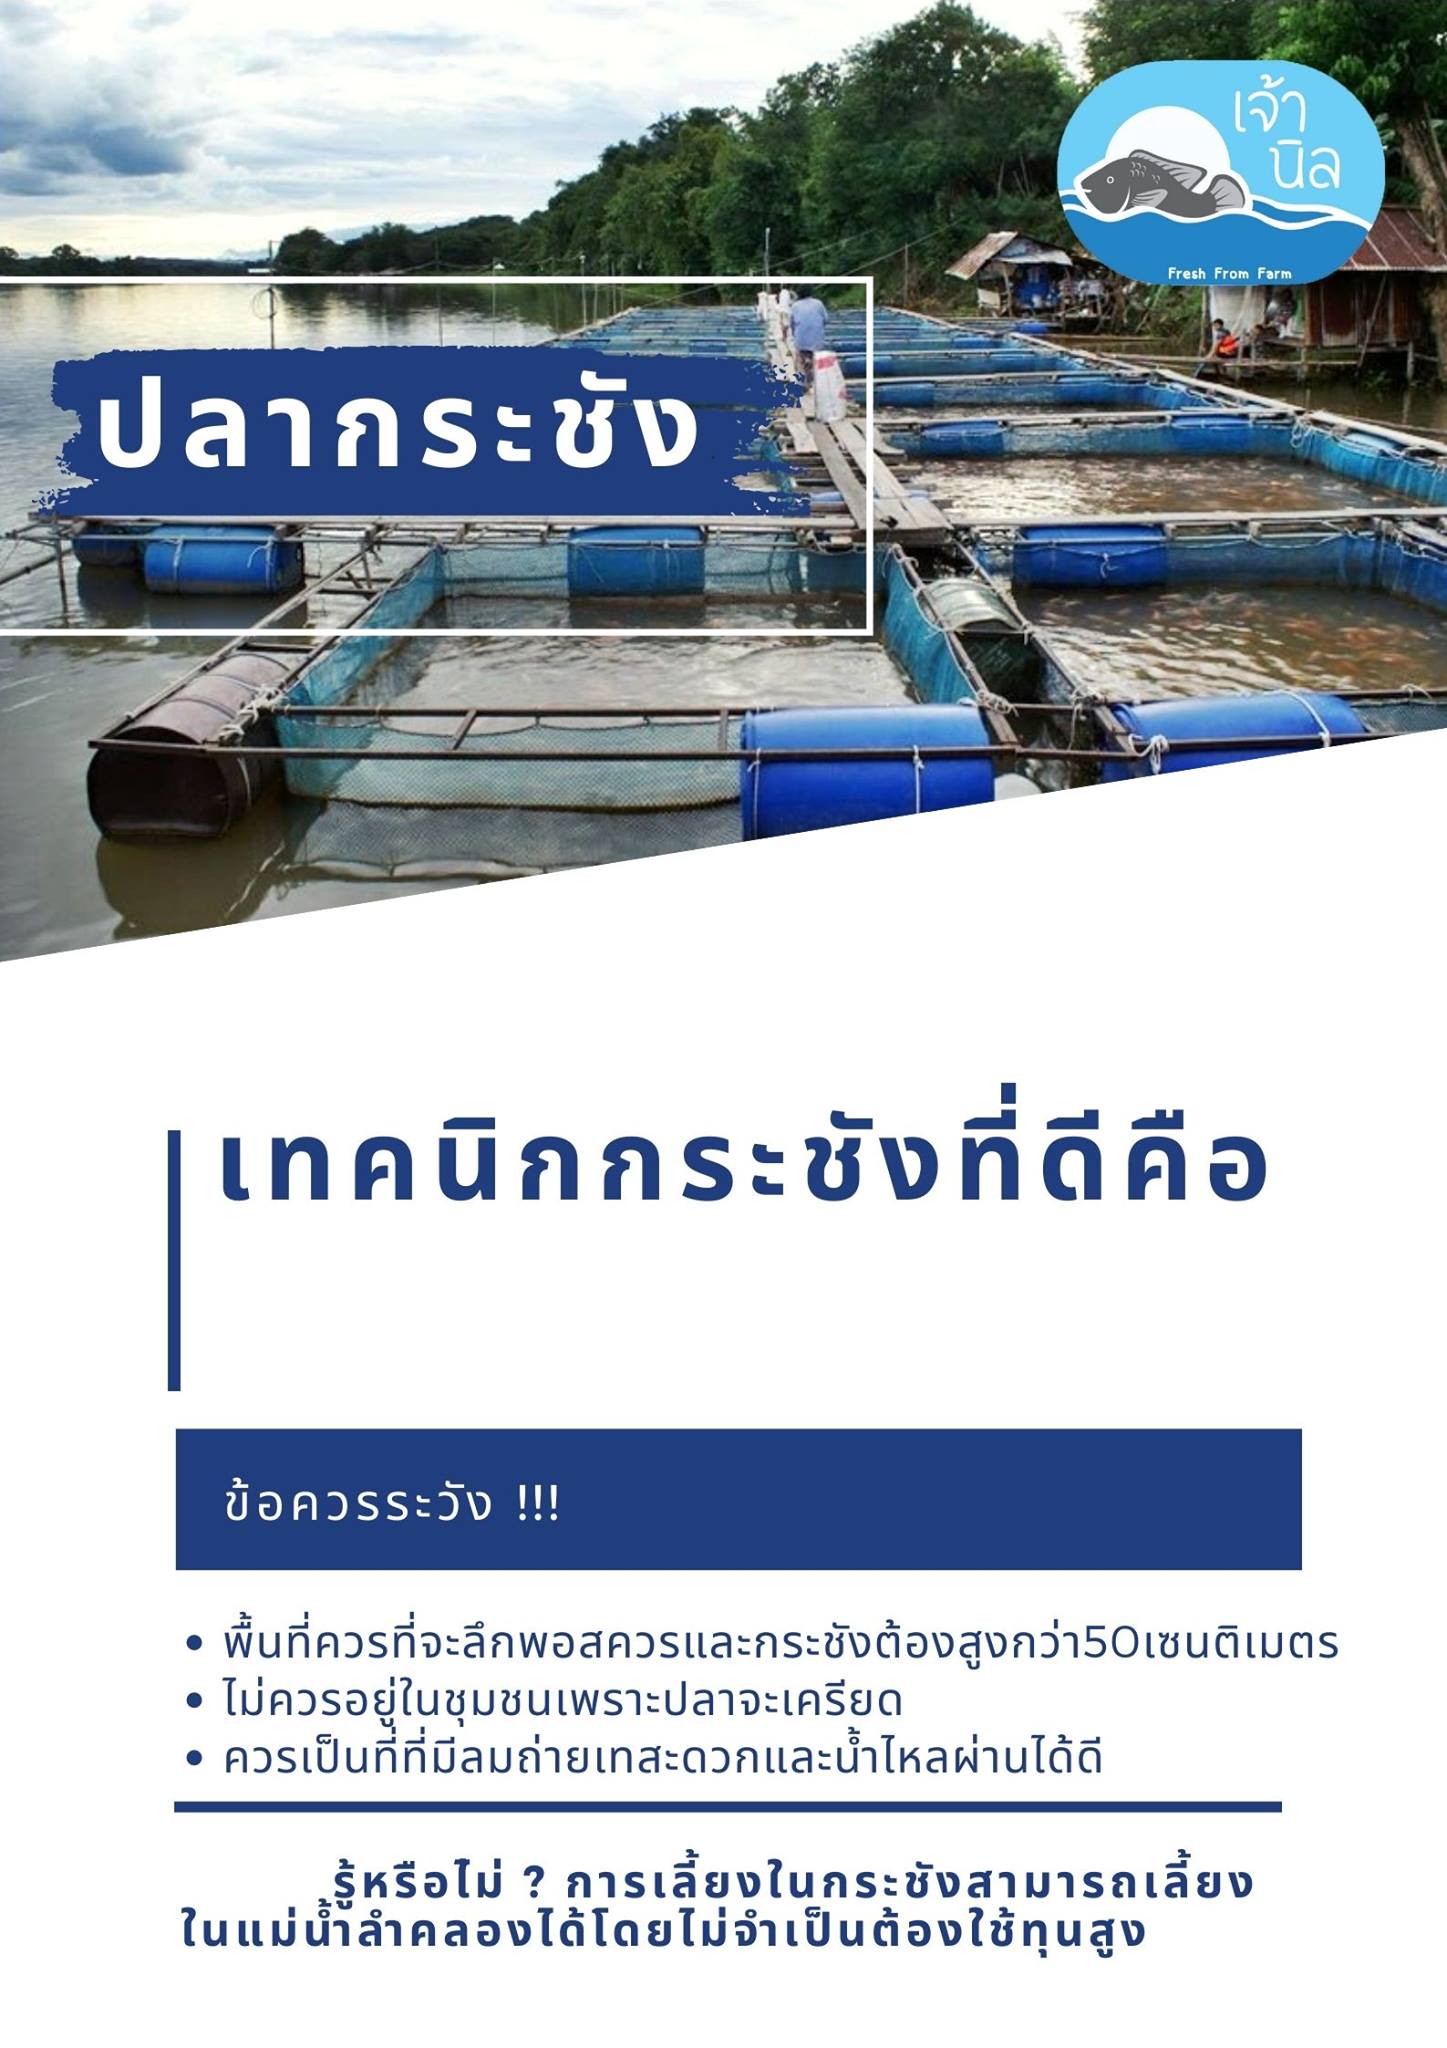 เจ้า
นิล
Fresh From Farm
ปลากระชัง
เทคนิกกระชังที่ดีคือ
ข้อควรระวัง !!!
• พื้นที่ควรที่จะลึกพอสควรและกระชังต้องสูงกว่า50เซนติเมตร
• ไม่ควรอยู่ในชุมชนเพราะปลาจะเครียด
• ควรเป็นที่ที่มีลมถ่ายเทสะดวกและน้ำไหลผ่านได้ดี
รู้หรือไม่ ? การเลี้ยงในกระชังสามารถเลี้ยง
ในแม่น้ำลำคลองได้โดยไม่จำเป็นต้องใช้ทุนสูง